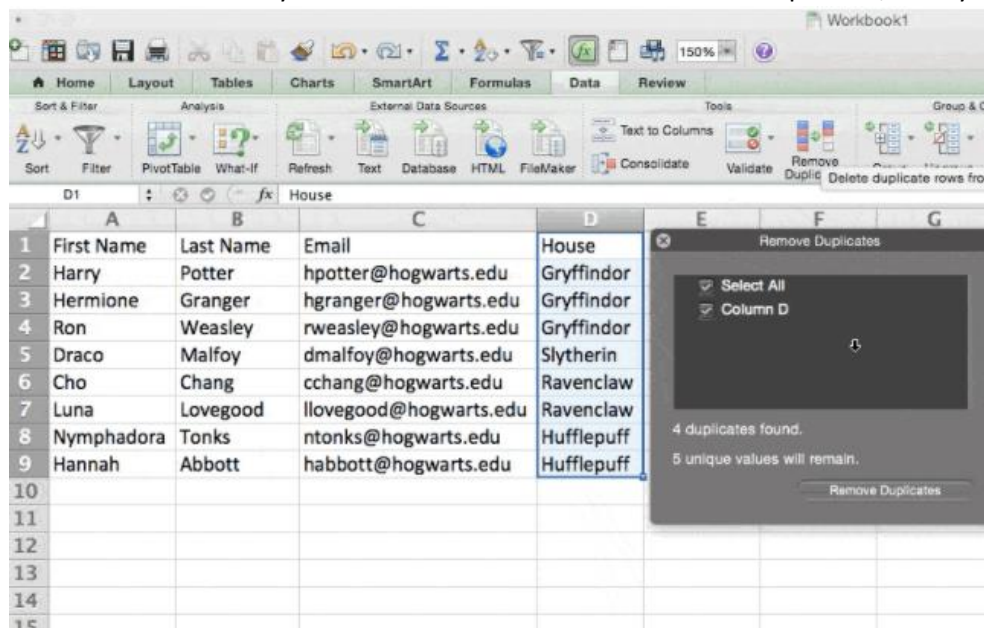 Workbook1
150%
Home Layout Tables Charts SmartArt Formulas Data Review
Sort & Filter Analysis External Data Sources Tools Group &
Text to Columns
Consolidate
Sort Filter PivotTable What-If Refresh Text Database HTML FileMaker Validate Remove
Delete duplicate rows
D1 fx House
A B C D E F G
1 First Name Last Name Email House
2 Harry Potter hpotter@hogwarts.edu Gryffindor
3 Hermione Granger hgranger@hogwarts.edu Gryffindor
4 Ron Weasley rweasley@hogwarts.edu Gryffindor
5 Draco Malfoy dmalfoy@hogwarts.edu Slytherin
6 Cho Chang cchang@hogwarts.edu Ravenclaw
7 Luna Lovegood llovegood@hogwarts.edu Ravenclaw
8 Nymphadora Tonks ntonks@hogwarts.edu Hufflepuff
9 Hannah Abbott habbott@hogwarts.edu Hufflepuff
10
11
12
13
14
15
Remove Duplicates
Select All
Column D
4 duplicates found.
5 unique values will remain.
Remove Duplicates